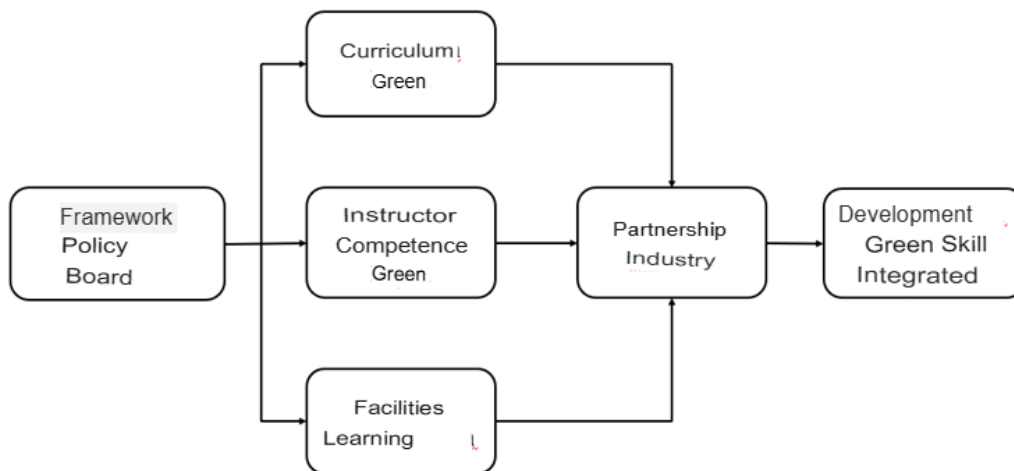 Curriculum
Green
Framework
Policy
Board
Instructor
Competence
Green
Partnership
Industry
Development
Green Skill
Integrated
Facilities
Learning